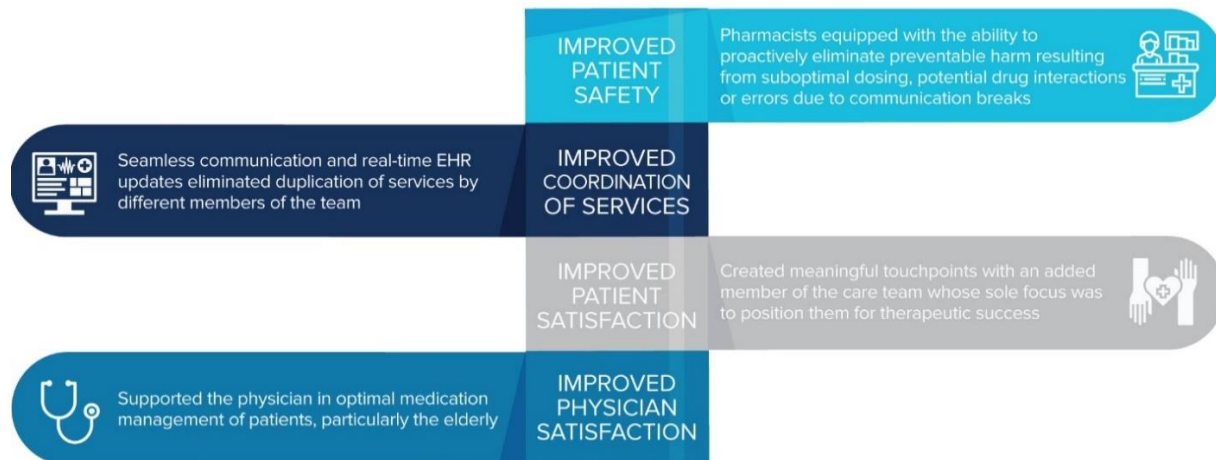 IMPROVED
PATIENT
SAFETY
Pharmacists equipped with the ability to
proactively eliminate preventable harm resulting
from suboptimal dosing, potential drug interactions
or errors due to communication breaks
Seamless communication and real-time EHR
updates eliminated duplication of services by
different members of the team
IMPROVED
COORDINATION
OF SERVICES
IMPROVED
PATIENT
SATISFACTION
Created meaningful touchpoints with an added
member of the care team whose sole focus was
to position them for therapeutic success
Supported the physician in optimal medication
management of patients, particularly the elderly
IMPROVED
PHYSICIAN
SATISFACTION